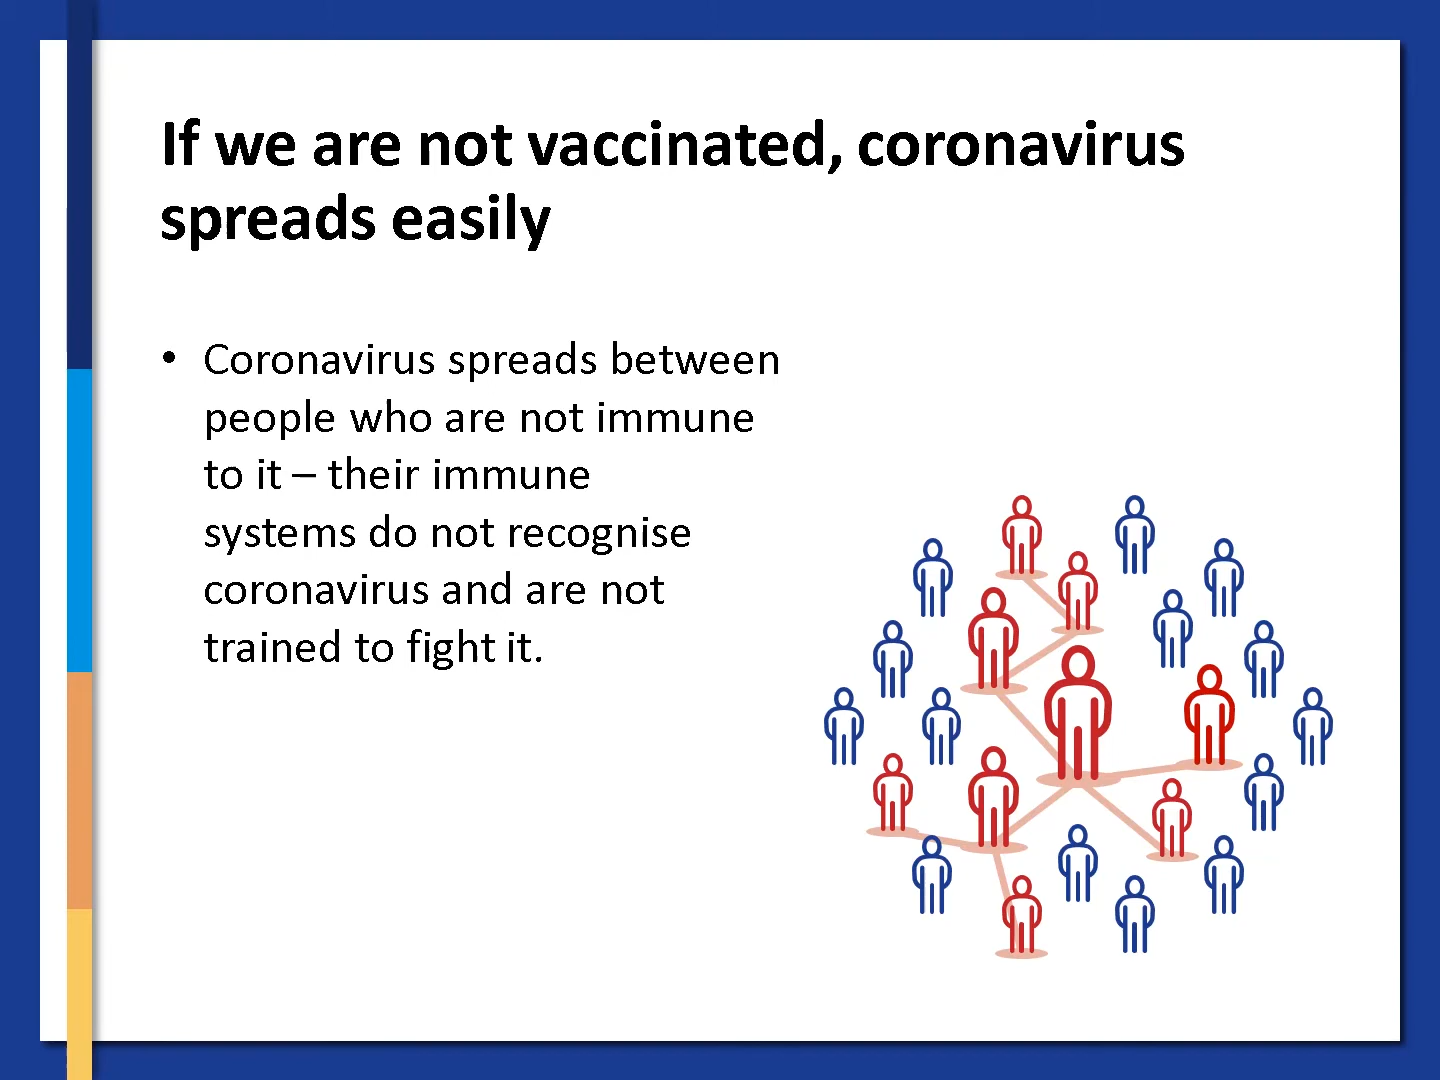 If we are not vaccinated, coronavirus
spreads easily
• Coronavirus spreads between
people who are not immune
to it – their immune
systems do not recognise
coronavirus and are not
trained to fight it.